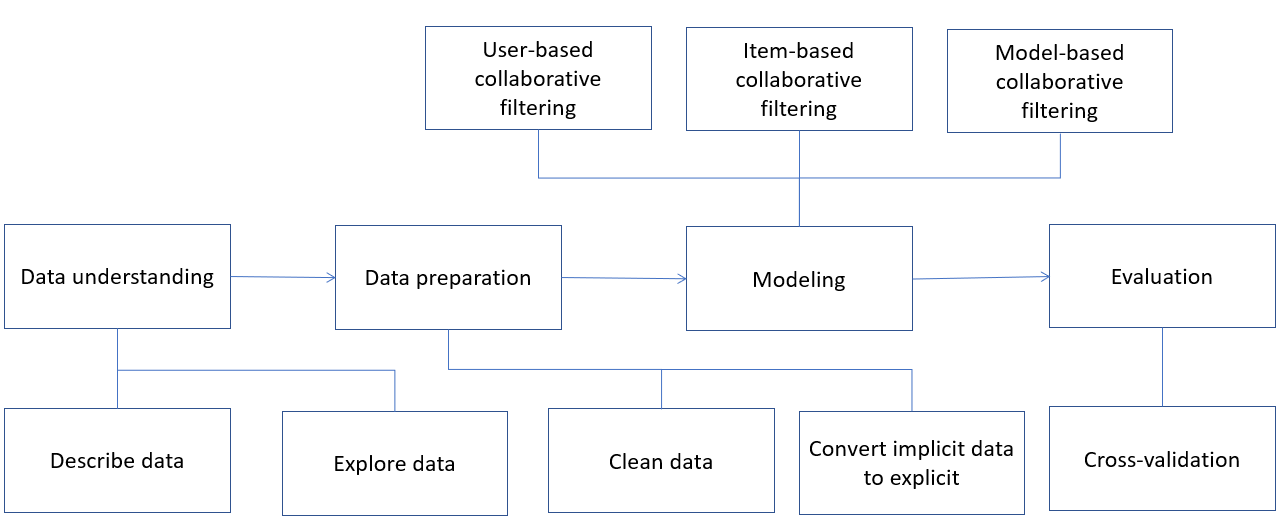 User-based
collaborative
filtering
Item-based
collaborative
filtering
Model-based
collaborative
filtering
Data understanding
Data preparation
Modeling
Evaluation
Describe data
Explore data
Clean data
Convert implicit data
to explicit
Cross-validation